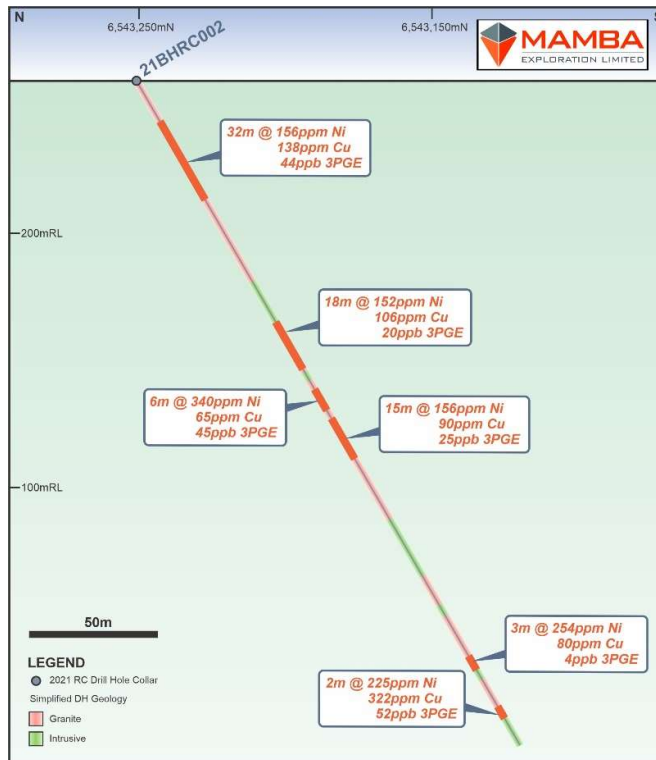 N
6,543,250mN
6,543,150mN
S
MAMBA
EXPLORATION LIMITED
21BHRC002
32m @ 156ppm Ni
138ppm Cu
44ppb 3PGE
200mRL
18m @ 152ppm Ni
106ppm Cu
20ppb 3PGE
6m @ 340ppm Ni
65ppm Cu
45ppb 3PGE
15m @ 156ppm Ni
90ppm Cu
25ppb 3PGE
100mRL
50m
3m @ 254ppm Ni
80ppm Cu
4ppb 3PGE
2m @ 225ppm Ni
322ppm Cu
52ppb 3PGE
LEGEND
2021 RC Drill Hole Collar
Simplified DH Geology
Granite
Intrusive